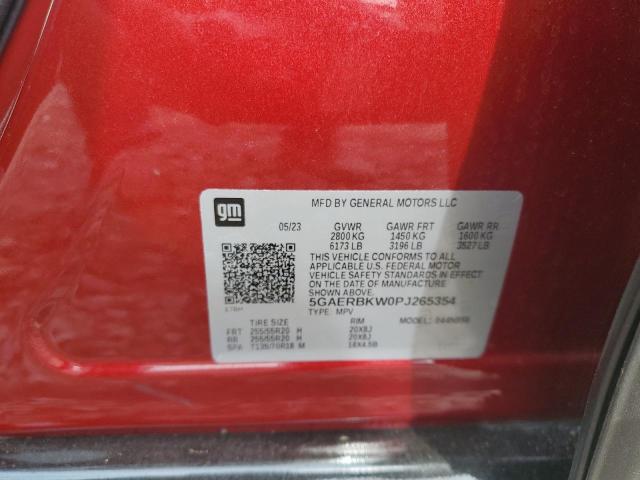 gm
MFD BY GENERAL MOTORS LLC
05/23 GVWR GAWR FRT GAWR RR
2800 KG 1450 KG 1600 KG
6173 LB 3196 LB 3527 LB
THIS VEHICLE CONFORMS TO ALL
APPLICABLE U.S. FEDERAL MOTOR
VEHICLE SAFETY STANDARDS IN EFFECT
ON THE DATE OF MANUFACTURE
SHOWN ABOVE.
5GAERBKW0PJ265354
TYPE: MPV MODEL:
TIRE SIZE RIM
FRT 255/55R20 H 20X8J
RR 255/55R20 H 20X8J
SPA T135/70R18 M 18X4.5B